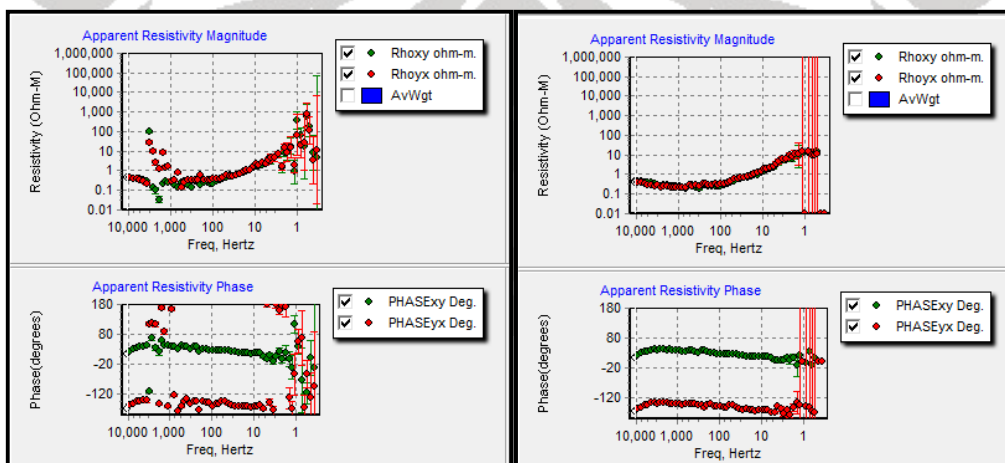 Apparent Resistivity Magnitude
Resistivity (Ohm-M)
1,000,000
100,000
10,000
1,000
100
10
1
0.1
0.01
10,000 1,000 100 10 1
Freq, Hertz
Rhoxy ohm-m.
Rhoyx ohm-m.
AvWgt
Apparent Resistivity Phase
Phase(degrees)
180
80
-20
-120
10,000 1,000 100 10 1
Freq, Hertz
PHASExy Deg.
PHASEyx Deg.
Apparent Resistivity Magnitude
Resistivity (Ohm-M)
1,000,000
100,000
10,000
1,000
100
10
1
0.1
0.01
10,000 1,000 100 10 1
Freq, Hertz
Rhoxy ohm-m.
Rhoyx ohm-m.
AvWgt
Apparent Resistivity Phase
Phase(degrees)
180
80
-20
-120
10,000 1,000 100 10 1
Freq, Hertz
PHASExy Deg.
PHASEyx Deg.